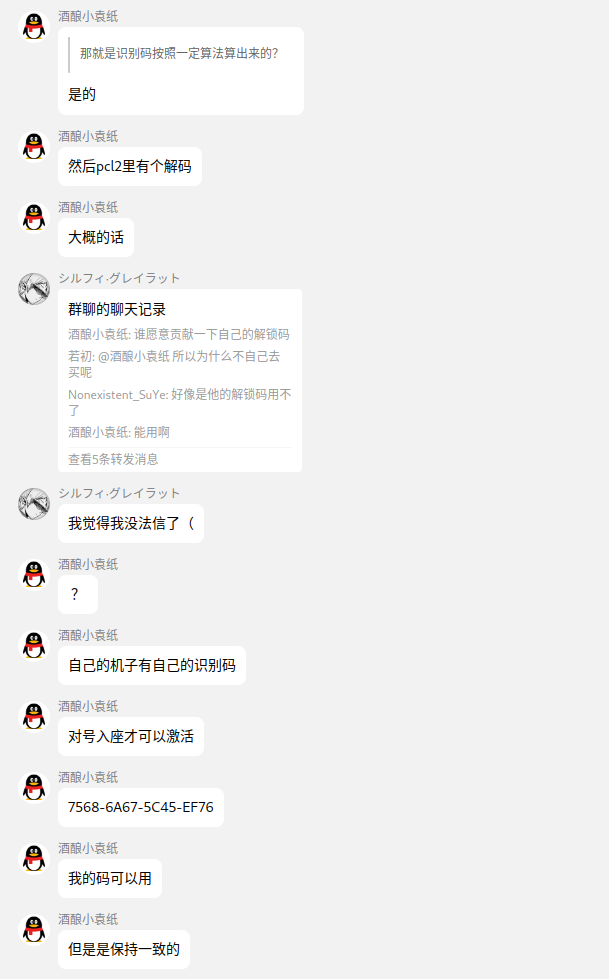 酒酿小袁纸
那就是识别码按照一定算法算出来的?
是的
酒酿小袁纸
然后pcl2里有个解码
酒酿小袁纸
大概的话
シルフィ·グレイラット
群聊的聊天记录
酒酿小袁纸: 谁愿意贡献一下自己的解锁码
若初: @酒酿小袁纸 所以为什么不自己去
买呢
Nonexistent_SuYe: 好像是他的解锁码用不
了
酒酿小袁纸: 能用啊
查看5条转发消息
シルフィ·グレイラット
我觉得我没法信了（
酒酿小袁纸
？
酒酿小袁纸
自己的机子有自己的识别码
酒酿小袁纸
对号入座才可以激活
酒酿小袁纸
7568-6A67-5C45-EF76
酒酿小袁纸
我的码可以用
酒酿小袁纸
但是是保持一致的